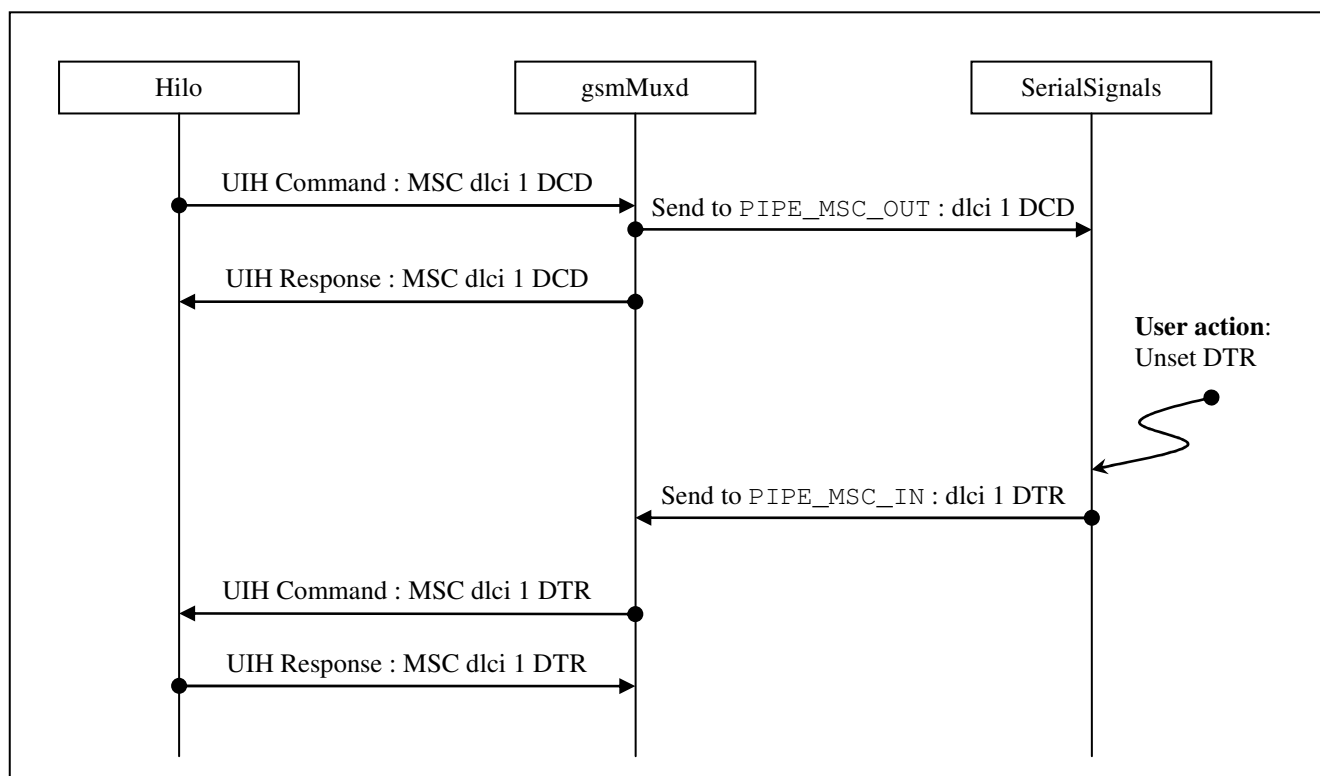 Hilo
gsmMuxd
SerialSignals
UIH Command : MSC dlci 1 DCD
Send to PIPE_MSC_OUT : dlci 1 DCD
UIH Response : MSC dlci 1 DCD
User action:
Unset DTR
Send to PIPE_MSC_IN : dlci 1 DTR
UIH Command : MSC dlci 1 DTR
UIH Response : MSC dlci 1 DTR